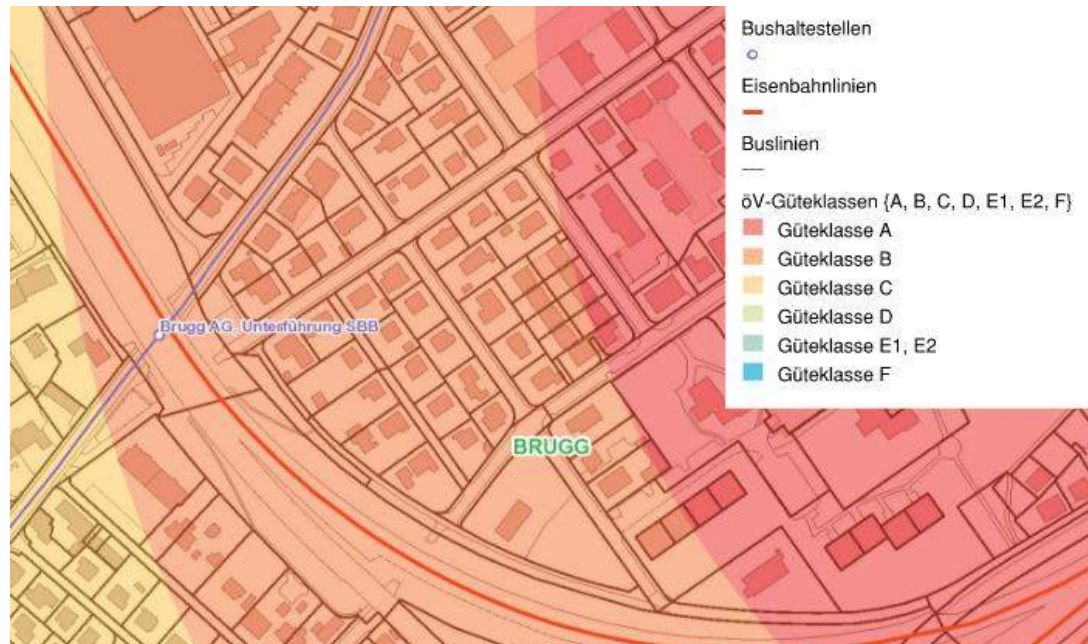 Bushaltestellen
Eisenbahnlinien
Buslinien
öV-Güteklassen {A, B, C, D, E1, E2, F}
Güteklasse A
Güteklasse B
Güteklasse C
Güteklasse D
Güteklasse E1, E2
Güteklasse F
Brugg AG, Unterführung SBB
BRUGG